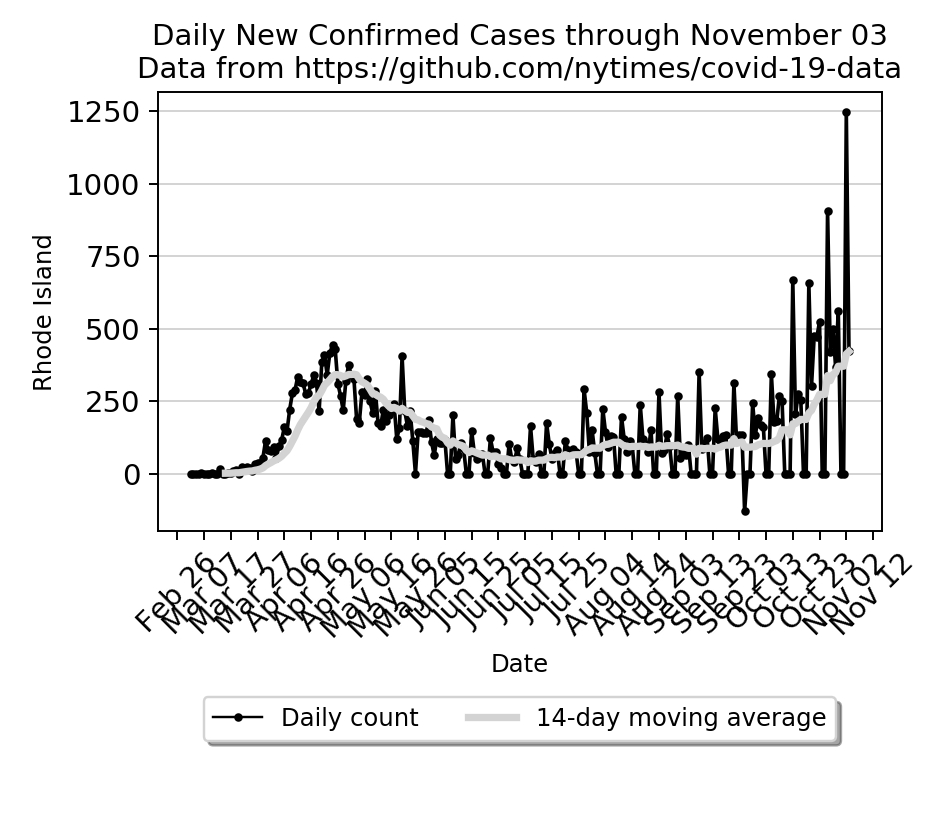 Daily New Confirmed Cases through November 03
Data from https://github.com/nytimes/covid-19-data
Rhode Island
1250
1000
750
500
250
0
Feb 26
Mar 07
Mar 17
Mar 27
Apr 06
Apr 16
Apr 26
May 06
May 16
May 26
Jun 05
Jun 15
Jun 25
Jul 05
Jul 15
Jul 25
Aug 04
Aug 14
Aug 24
Sep 03
Sep 13
Sep 23
Oct 03
Oct 13
Oct 23
Nov 02
Nov 12
Date
Daily count
14-day moving average